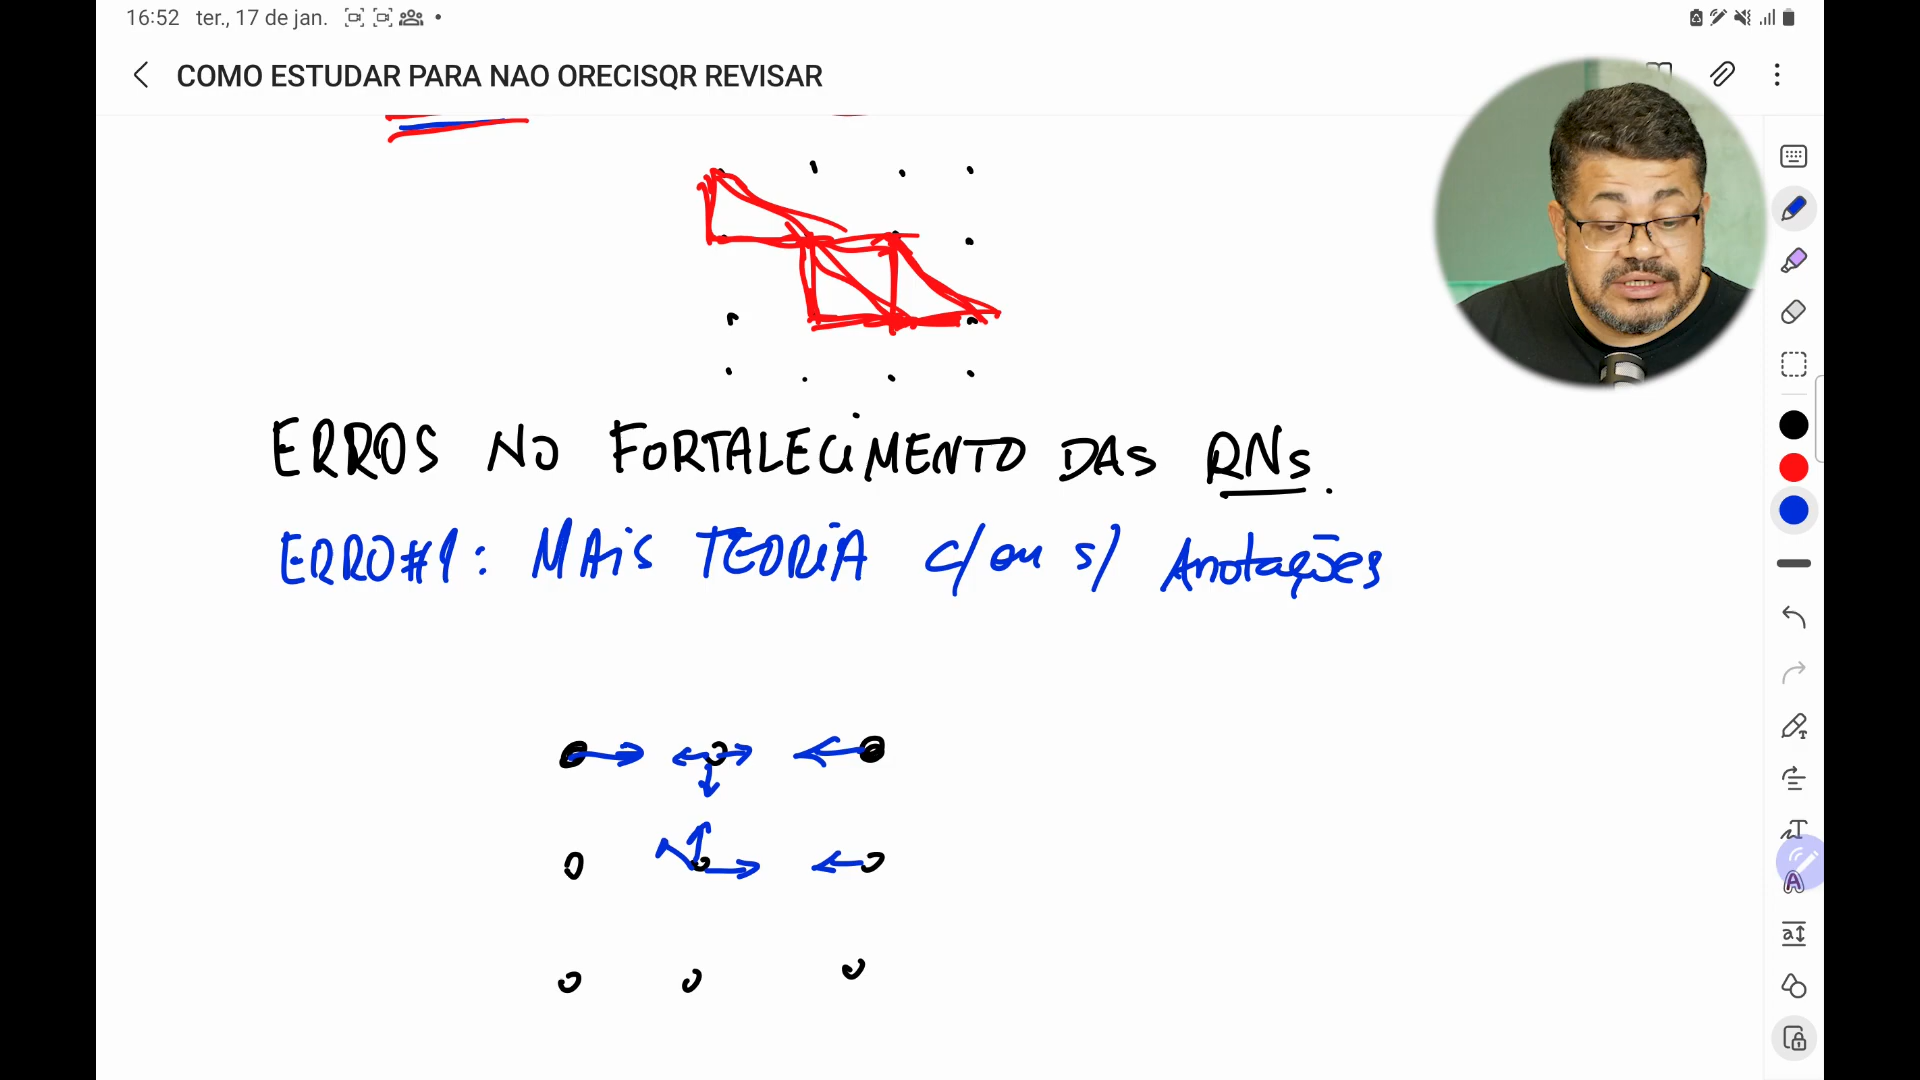 16:52 ter., 17 de jan.
COMO ESTUDAR PARA NAO ORECISQR REVISAR
ERROS NO FORTALECIMENTO DAS RNs.
ERRO#1: MAIS TEORIA c/ ou s/ Anotações